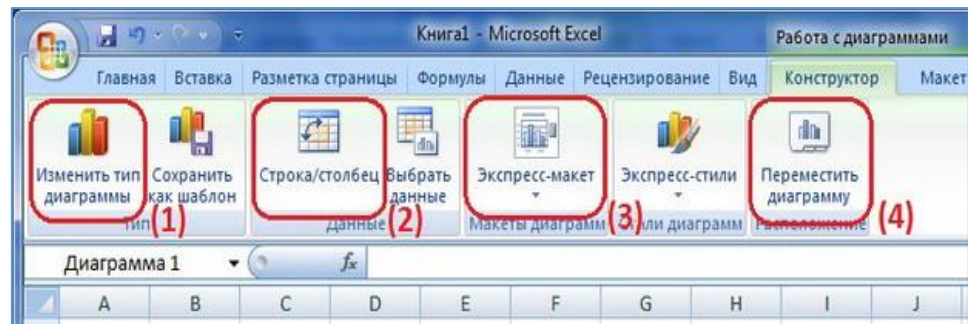 Книга1 - Microsoft Excel Работа с диаграммами
Главная Вставка Разметка страницы Формулы Данные Рецензирование Вид Конструктор Макет
Изменить тип диаграммы
Сохранить как шаблон
Строка/столбец
Выбрать данные
Экспресс-макет
Экспресс-стили
Переместить диаграмму
Тип (1) Данные (2) Макеты диаграмм (3) Стили диаграмм Расположение (4)
Диаграмма 1 fx
A B C D E F G H I J